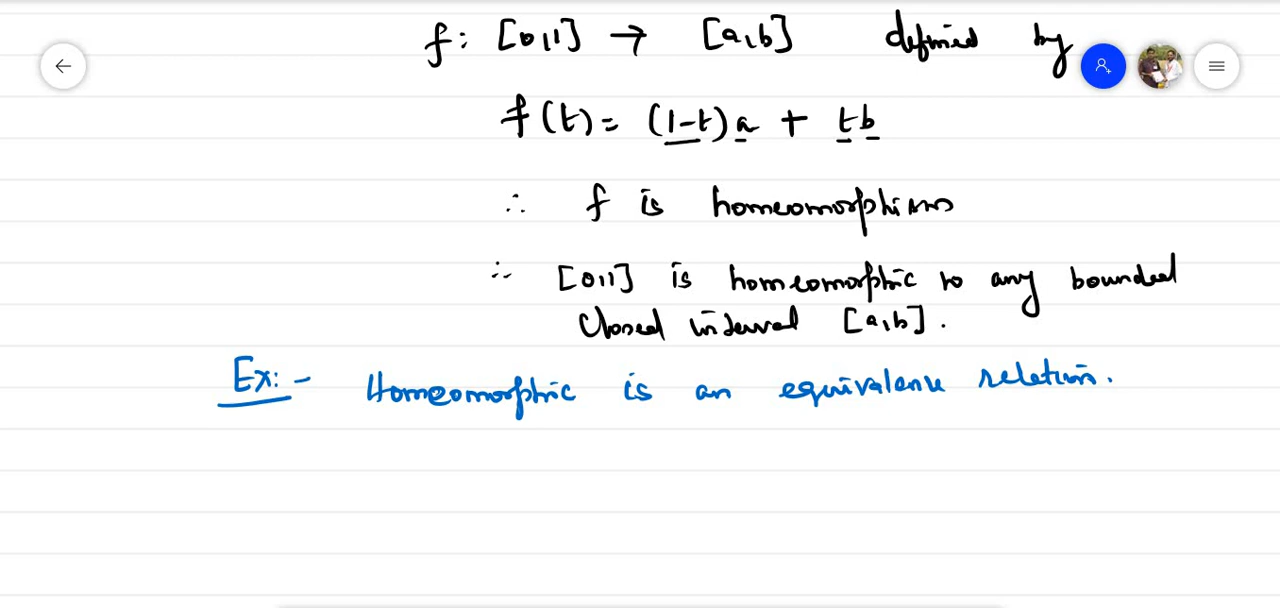 f: [0,1] → [a,b] defined by
f(t) = (1-t)a + tb
∴ f is homeomorphism
∴ [0,1] is homeomorphic to any bounded
closed interval [a,b].
Ex:- Homeomorphic is an equivalence relation.